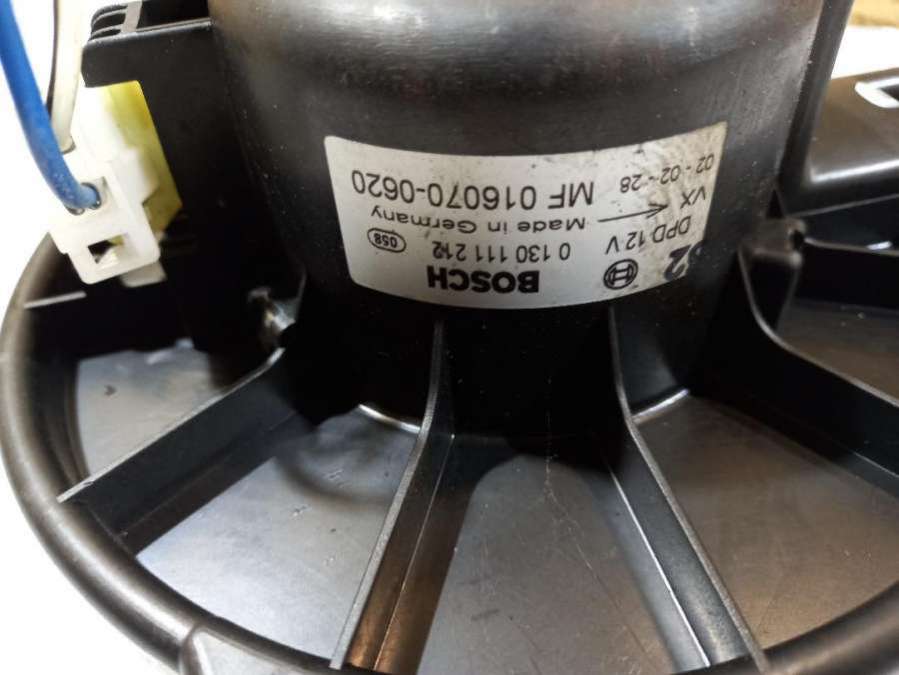 BOSCH
0 130 111 212
058
Made in Germany
MF 016070-0620
DPD 12 V
VX
02 - 02 - 28